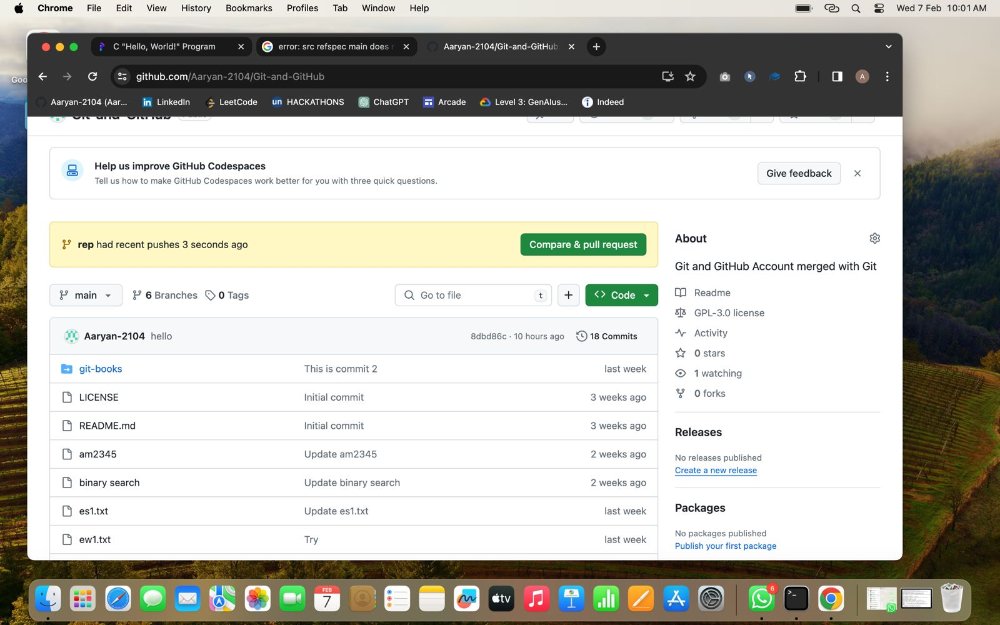 Chrome File Edit View History Bookmarks Profiles Tab Window Help Wed 7 Feb 10:01 AM
C "Hello, World!" Program
error: src refspec main does
Aaryan-2104/Git-and-GitHub
github.com/Aaryan-2104/Git-and-GitHub
A
Aaryan-2104 (Aar...
in LinkedIn
LeetCode
un HACKATHONS
ChatGPT
Arcade
Level 3: GenAIus...
Indeed
Goo
Git-and-GitHub
Public
Help us improve GitHub Codespaces
Tell us how to make GitHub Codespaces work better for you with three quick questions.
Give feedback
rep had recent pushes 3 seconds ago
Compare & pull request
main
6 Branches
0 Tags
Go to file
t
Code
Aaryan-2104 hello 8dbd86c · 10 hours ago 18 Commits
git-books This is commit 2 last week
LICENSE Initial commit 3 weeks ago
README.md Initial commit 3 weeks ago
am2345 Update am2345 2 weeks ago
binary search Update binary search 2 weeks ago
es1.txt Update es1.txt last week
ew1.txt Try last week
About
Git and GitHub Account merged with Git
Readme
GPL-3.0 license
Activity
0 stars
1 watching
0 forks
Releases
No releases published
Create a new release
Packages
No packages published
Publish your first package
FEB
7
tv
6